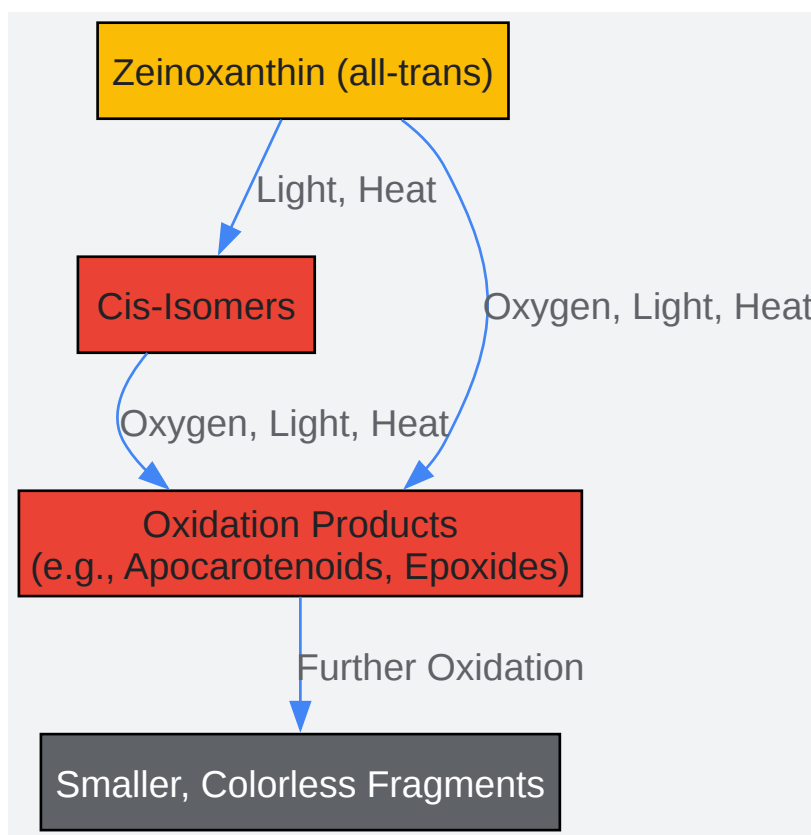 Zeinoxanthin (all-trans)
Light, Heat
Cis-Isomers
Oxygen, Light, Heat
Oxygen, Light, Heat
Oxidation Products
(e.g., Apocarotenoids, Epoxides)
Further Oxidation
Smaller, Colorless Fragments